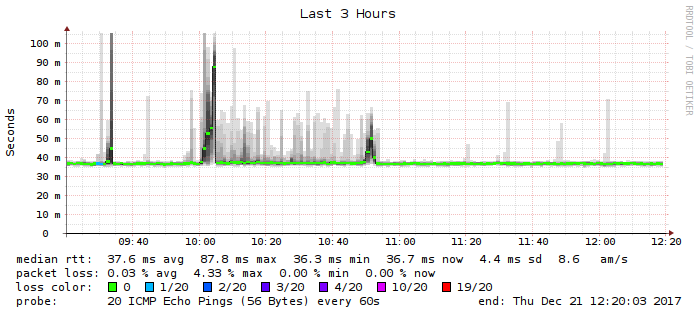 Last 3 Hours
RRDTOOL / TOBI OETIKER
Seconds
100 m
90 m
80 m
70 m
60 m
50 m
40 m
30 m
20 m
10 m
0
09:40 10:00 10:20 10:40 11:00 11:20 11:40 12:00 12:20
median rtt: 37.6 ms avg 87.8 ms max 36.3 ms min 36.7 ms now 4.4 ms sd 8.6 am/s
packet loss: 0.03 % avg 4.33 % max 0.00 % min 0.00 % now
loss color: 0 1/20 2/20 3/20 4/20 10/20 19/20
probe: 20 ICMP Echo Pings (56 Bytes) every 60s end: Thu Dec 21 12:20:03 2017